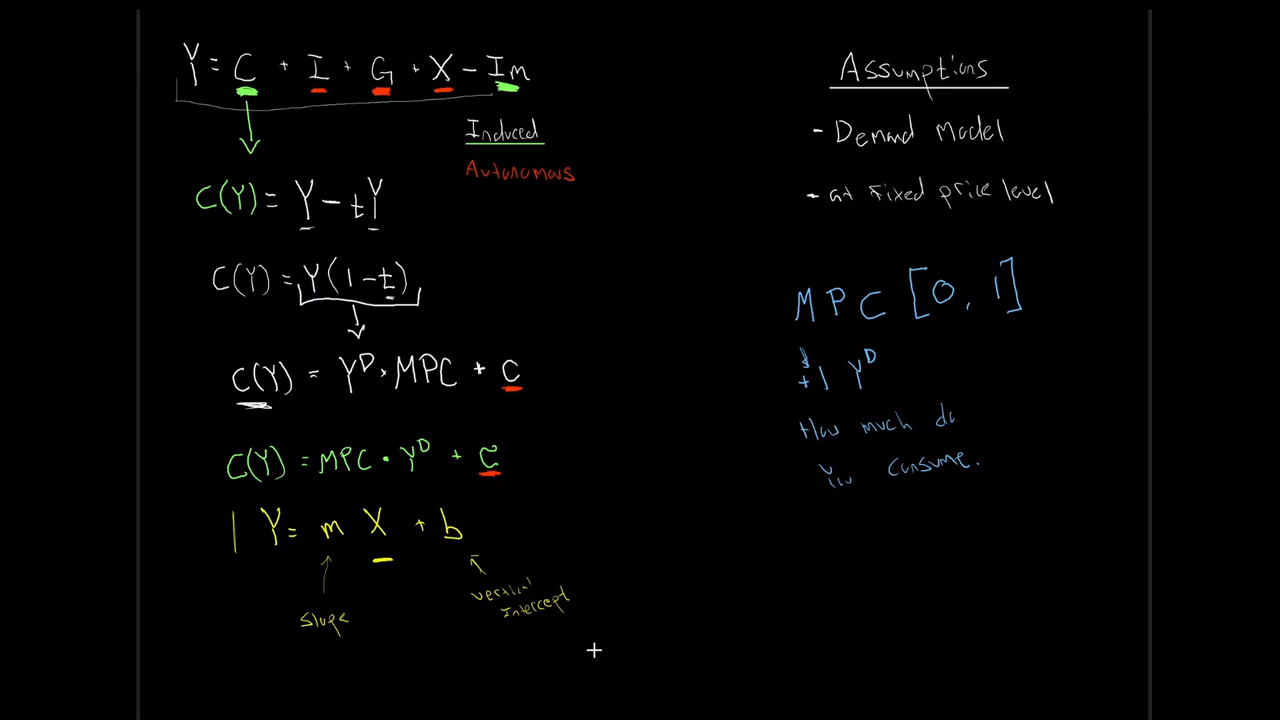 Y = C + I + G + X - Im
Induced
Autonomous
C(Y) = Y - tY
C(Y) = Y(1-t)
C(Y) = Y^D × MPC + C
C(Y) = MPC · Y^D + C
Y = m X + b
slope
vertical
Intercept
Assumptions
- Demand Model
- at fixed price level
MPC [0, 1]
$
+1 Y^D
How much do
You consume.